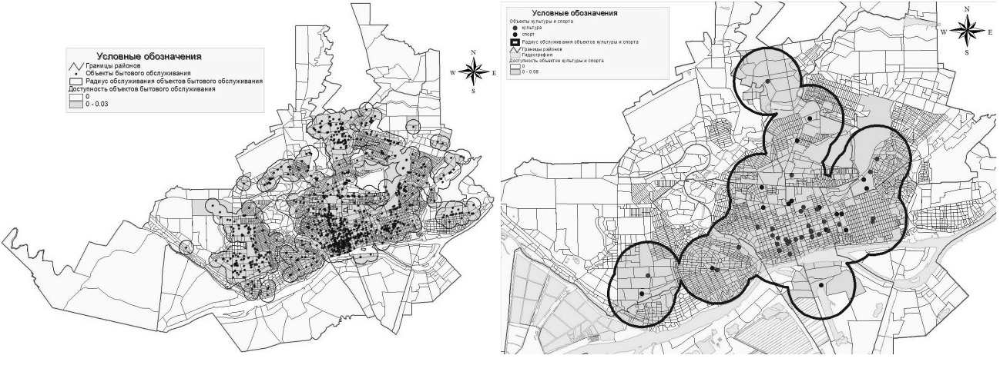 Условные обозначения
Границы районов
Объекты бытового обслуживания
Радиус обслуживания объектов бытового обслуживания
Доступность объектов бытового обслуживания
0
0 - 0.03
N
W E
S
Условные обозначения
Объекты культуры и спорта
культура
спорт
Радиус обслуживания объектов культуры и спорта
Границы районов
Гидрография
Доступность объектов культуры и спорта
0
0 - 0.08
N
W E
S